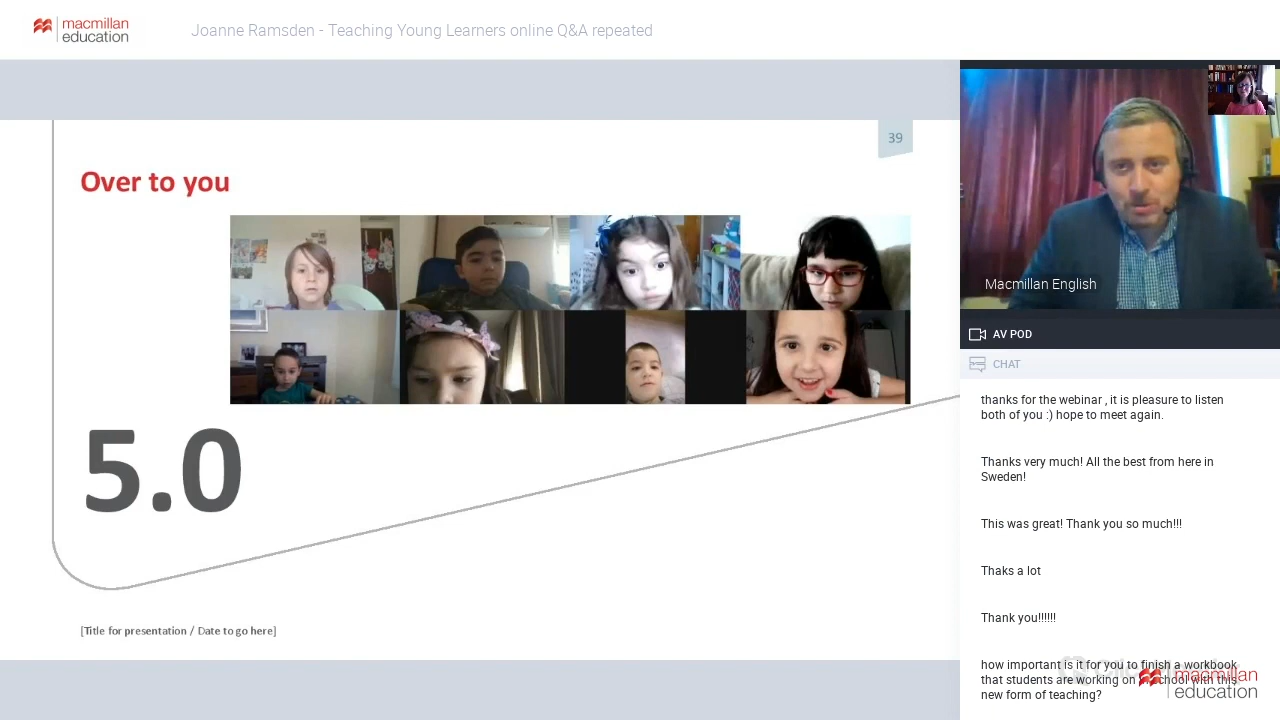 macmillan
education
Joanne Ramsden - Teaching Young Learners online Q&A repeated
39
Over to you
5.0
[Title for presentation / Date to go here]
Macmillan English
AV POD
CHAT
thanks for the webinar , it is pleasure to listen
both of you :) hope to meet again.
Thanks very much! All the best from here in
Sweden!
This was great! Thank you so much!!!
Thaks a lot
Thank you!!!!!!
how important is it for you to finish a workbook
that students are working on school with this
new form of teaching?
macmillan
education